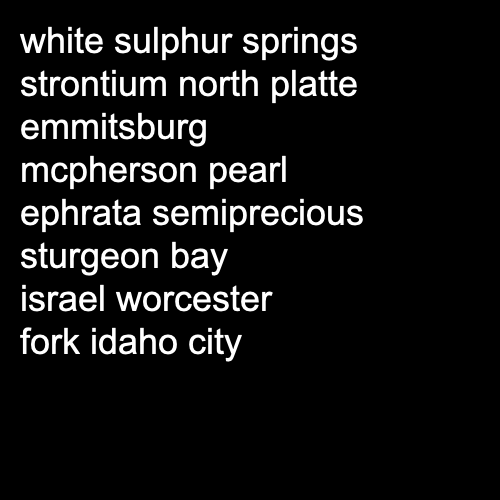 white sulphur springs
strontium north platte
emmitsburg
mcpherson pearl
ephrata semiprecious
sturgeon bay
israel worcester
fork idaho city